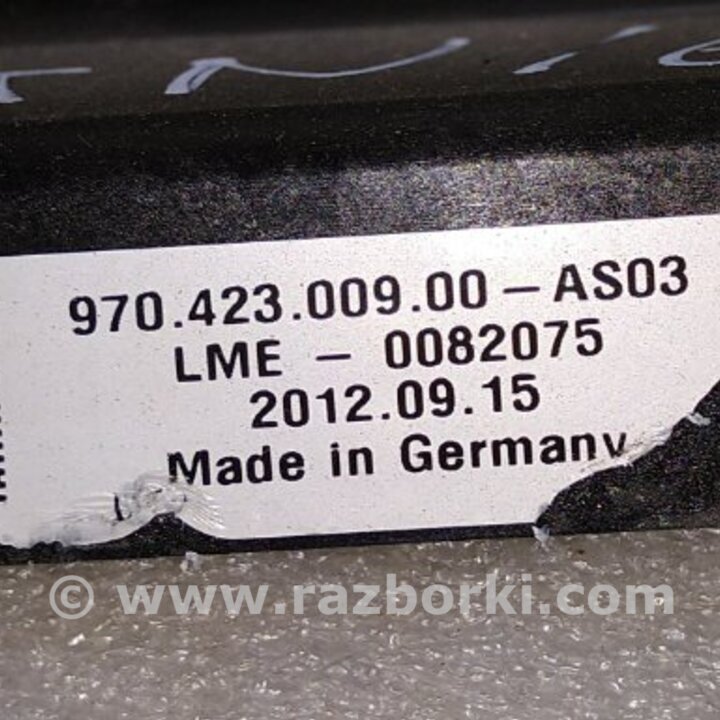 970.423.009.00-AS03
LME - 0082075
2012.09.15
Made in Germany
© www.razborki.com